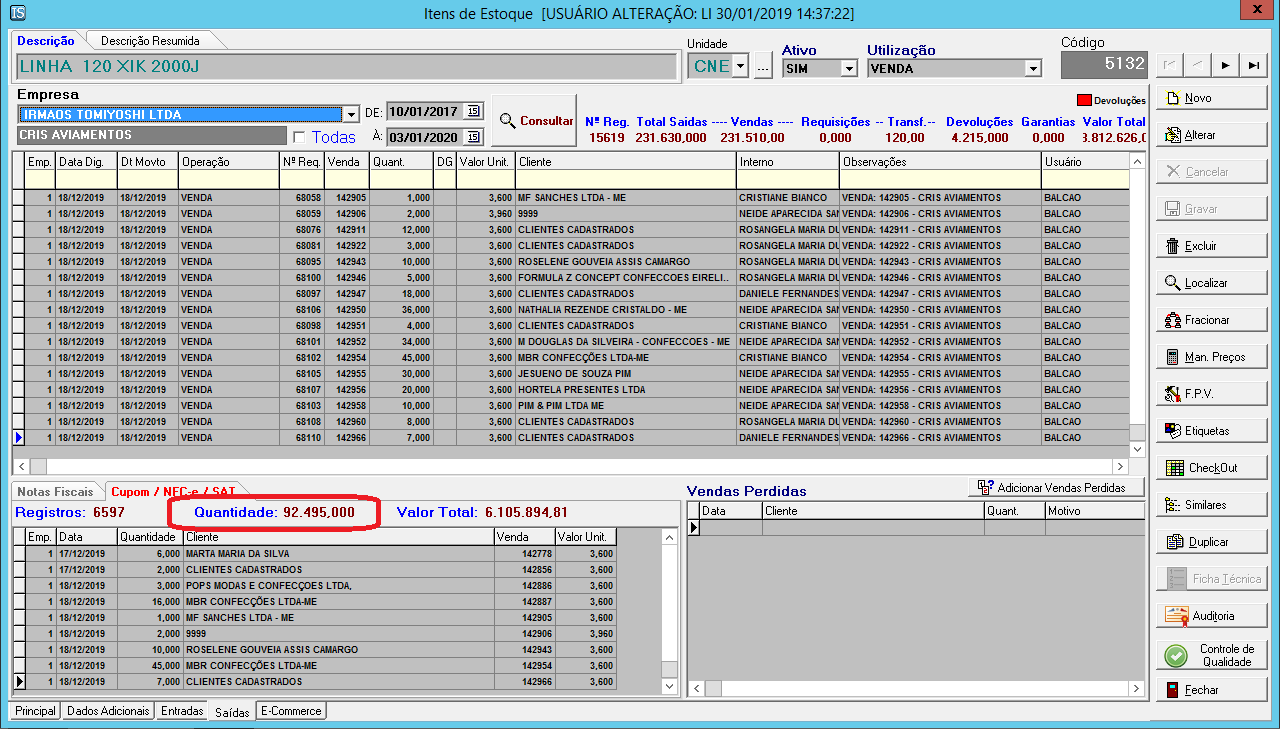 IS Itens de Estoque [USUÁRIO ALTERAÇÃO: LI 30/01/2019 14:37:22] X
Descrição Descrição Resumida
Unidade Ativo Utilização Código
LINHA 120 XIK 2000J CNE ... SIM VENDA 5132
Empresa
IRMAOS TOMIYOSHI LTDA DE: 10/01/2017 15
CRIS AVIAMENTOS Todas À: 03/01/2020 15
Consultar
Devoluções
Nº Reg. Total Saídas ---- Vendas ---- Requisições -- Transf.-- Devoluções Garantias Valor Total
15619 231.630,000 231.510,00 0,000 120,00 4.215,000 0,000 3.812.626,0
Emp. Data Dig. Dt Movto Operação Nº Req. Venda Quant. DG Valor Unit. Cliente Interno Observações Usuário
1 18/12/2019 18/12/2019 VENDA 68058 142905 1,000 3,600 MF SANCHES LTDA - ME CRISTIANE BIANCO VENDA: 142905 - CRIS AVIAMENTOS BALCAO
1 18/12/2019 18/12/2019 VENDA 68059 142906 2,000 3,960 9999 NEIDE APARECIDA SAN VENDA: 142906 - CRIS AVIAMENTOS BALCAO
1 18/12/2019 18/12/2019 VENDA 68076 142911 12,000 3,600 CLIENTES CADASTRADOS ROSANGELA MARIA DU VENDA: 142911 - CRIS AVIAMENTOS BALCAO
1 18/12/2019 18/12/2019 VENDA 68081 142922 3,000 3,600 CLIENTES CADASTRADOS ROSANGELA MARIA DU VENDA: 142922 - CRIS AVIAMENTOS BALCAO
1 18/12/2019 18/12/2019 VENDA 68095 142943 10,000 3,600 ROSELENE GOUVEIA ASSIS CAMARGO ROSANGELA MARIA DU VENDA: 142943 - CRIS AVIAMENTOS BALCAO
1 18/12/2019 18/12/2019 VENDA 68100 142946 5,000 3,600 FORMULA Z CONCEPT CONFECCOES EIRELI.. ROSANGELA MARIA DU VENDA: 142946 - CRIS AVIAMENTOS BALCAO
1 18/12/2019 18/12/2019 VENDA 68097 142947 18,000 3,600 CLIENTES CADASTRADOS DANIELE FERNANDES VENDA: 142947 - CRIS AVIAMENTOS BALCAO
1 18/12/2019 18/12/2019 VENDA 68106 142950 36,000 3,600 NATHALIA REZENDE CRISTALDO - ME NEIDE APARECIDA SAN VENDA: 142950 - CRIS AVIAMENTOS BALCAO
1 18/12/2019 18/12/2019 VENDA 68098 142951 4,000 3,600 CLIENTES CADASTRADOS CRISTIANE BIANCO VENDA: 142951 - CRIS AVIAMENTOS BALCAO
1 18/12/2019 18/12/2019 VENDA 68101 142952 34,000 3,600 M DOUGLAS DA SILVEIRA - CONFECCOES - ME NEIDE APARECIDA SAN VENDA: 142952 - CRIS AVIAMENTOS BALCAO
1 18/12/2019 18/12/2019 VENDA 68102 142954 45,000 3,600 MBR CONFECÇÕES LTDA-ME CRISTIANE BIANCO VENDA: 142954 - CRIS AVIAMENTOS BALCAO
1 18/12/2019 18/12/2019 VENDA 68105 142955 30,000 3,600 JESUENO DE SOUZA PIM NEIDE APARECIDA SAN VENDA: 142955 - CRIS AVIAMENTOS BALCAO
1 18/12/2019 18/12/2019 VENDA 68107 142956 20,000 3,600 HORTELA PRESENTES LTDA NEIDE APARECIDA SAN VENDA: 142956 - CRIS AVIAMENTOS BALCAO
1 18/12/2019 18/12/2019 VENDA 68103 142958 10,000 3,600 PIM & PIM LTDA ME NEIDE APARECIDA SAN VENDA: 142958 - CRIS AVIAMENTOS BALCAO
1 18/12/2019 18/12/2019 VENDA 68108 142960 8,000 3,600 CLIENTES CADASTRADOS ROSANGELA MARIA DU VENDA: 142960 - CRIS AVIAMENTOS BALCAO
1 18/12/2019 18/12/2019 VENDA 68110 142966 7,000 3,600 CLIENTES CADASTRADOS DANIELE FERNANDES VENDA: 142966 - CRIS AVIAMENTOS BALCAO
Notas Fiscais Cupom / NFC-e / SAT
Registros: 6597 Quantidade: 92.495,000 Valor Total: 6.105.894,81
Emp. Data Quantidade Cliente Venda Valor Unit.
1 17/12/2019 6,000 MARTA MARIA DA SILVA 142778 3,600
1 17/12/2019 2,000 CLIENTES CADASTRADOS 142856 3,600
1 18/12/2019 3,000 POPS MODAS E CONFECÇOES LTDA, 142886 3,600
1 18/12/2019 16,000 MBR CONFECÇÕES LTDA-ME 142887 3,600
1 18/12/2019 1,000 MF SANCHES LTDA - ME 142905 3,600
1 18/12/2019 2,000 9999 142906 3,960
1 18/12/2019 10,000 ROSELENE GOUVEIA ASSIS CAMARGO 142943 3,600
1 18/12/2019 45,000 MBR CONFECÇÕES LTDA-ME 142954 3,600
1 18/12/2019 7,000 CLIENTES CADASTRADOS 142966 3,600
Vendas Perdidas Adicionar Vendas Perdidas
Data Cliente Quant. Motivo
Principal Dados Adicionais Entradas Saídas E-Commerce
Novo
Alterar
Cancelar
Gravar
Excluir
Localizar
Fracionar
Man. Preços
F.P.V.
Etiquetas
CheckOut
Similares
Duplicar
Ficha Técnica
Auditoria
Controle de
Qualidade
Fechar